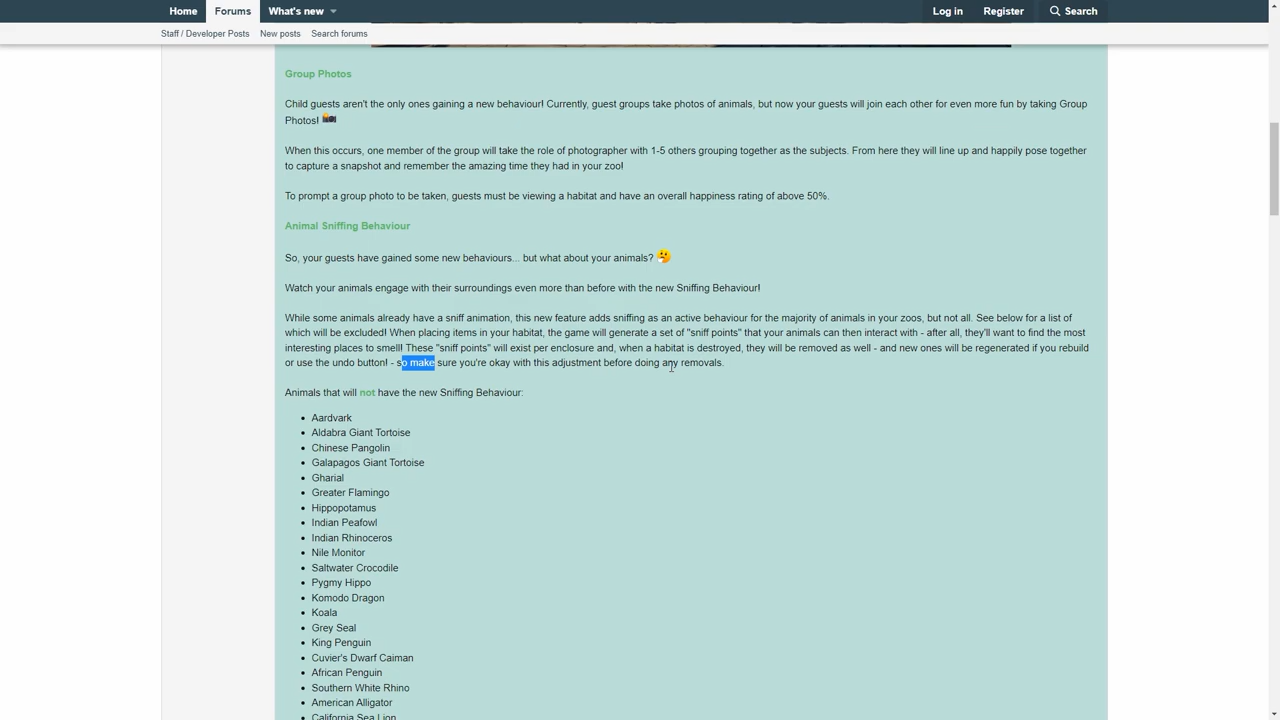 Home Forums What's new Log in Register Search
Staff / Developer Posts New posts Search forums
Group Photos
Child guests aren't the only ones gaining a new behaviour! Currently, guest groups take photos of animals, but now your guests will join each other for even more fun by taking Group
Photos!
When this occurs, one member of the group will take the role of photographer with 1-5 others grouping together as the subjects. From here they will line up and happily pose together
to capture a snapshot and remember the amazing time they had in your zoo!
To prompt a group photo to be taken, guests must be viewing a habitat and have an overall happiness rating of above 50%.
Animal Sniffing Behaviour
So, your guests have gained some new behaviours... but what about your animals?
Watch your animals engage with their surroundings even more than before with the new Sniffing Behaviour!
While some animals already have a sniff animation, this new feature adds sniffing as an active behaviour for the majority of animals in your zoos, but not all. See below for a list of
which will be excluded! When placing items in your habitat, the game will generate a set of "sniff points" that your animals can then interact with - after all, they'll want to find the most
interesting places to smell! These "sniff points" will exist per enclosure and, when a habitat is destroyed, they will be removed as well - and new ones will be regenerated if you rebuild
or use the undo button! - so make sure you're okay with this adjustment before doing any removals.
Animals that will not have the new Sniffing Behaviour:
Aardvark
Aldabra Giant Tortoise
Chinese Pangolin
Galapagos Giant Tortoise
Gharial
Greater Flamingo
Hippopotamus
Indian Peafowl
Indian Rhinoceros
Nile Monitor
Saltwater Crocodile
Pygmy Hippo
Komodo Dragon
Koala
Grey Seal
King Penguin
Cuvier's Dwarf Caiman
African Penguin
Southern White Rhino
American Alligator
California Sea Lion